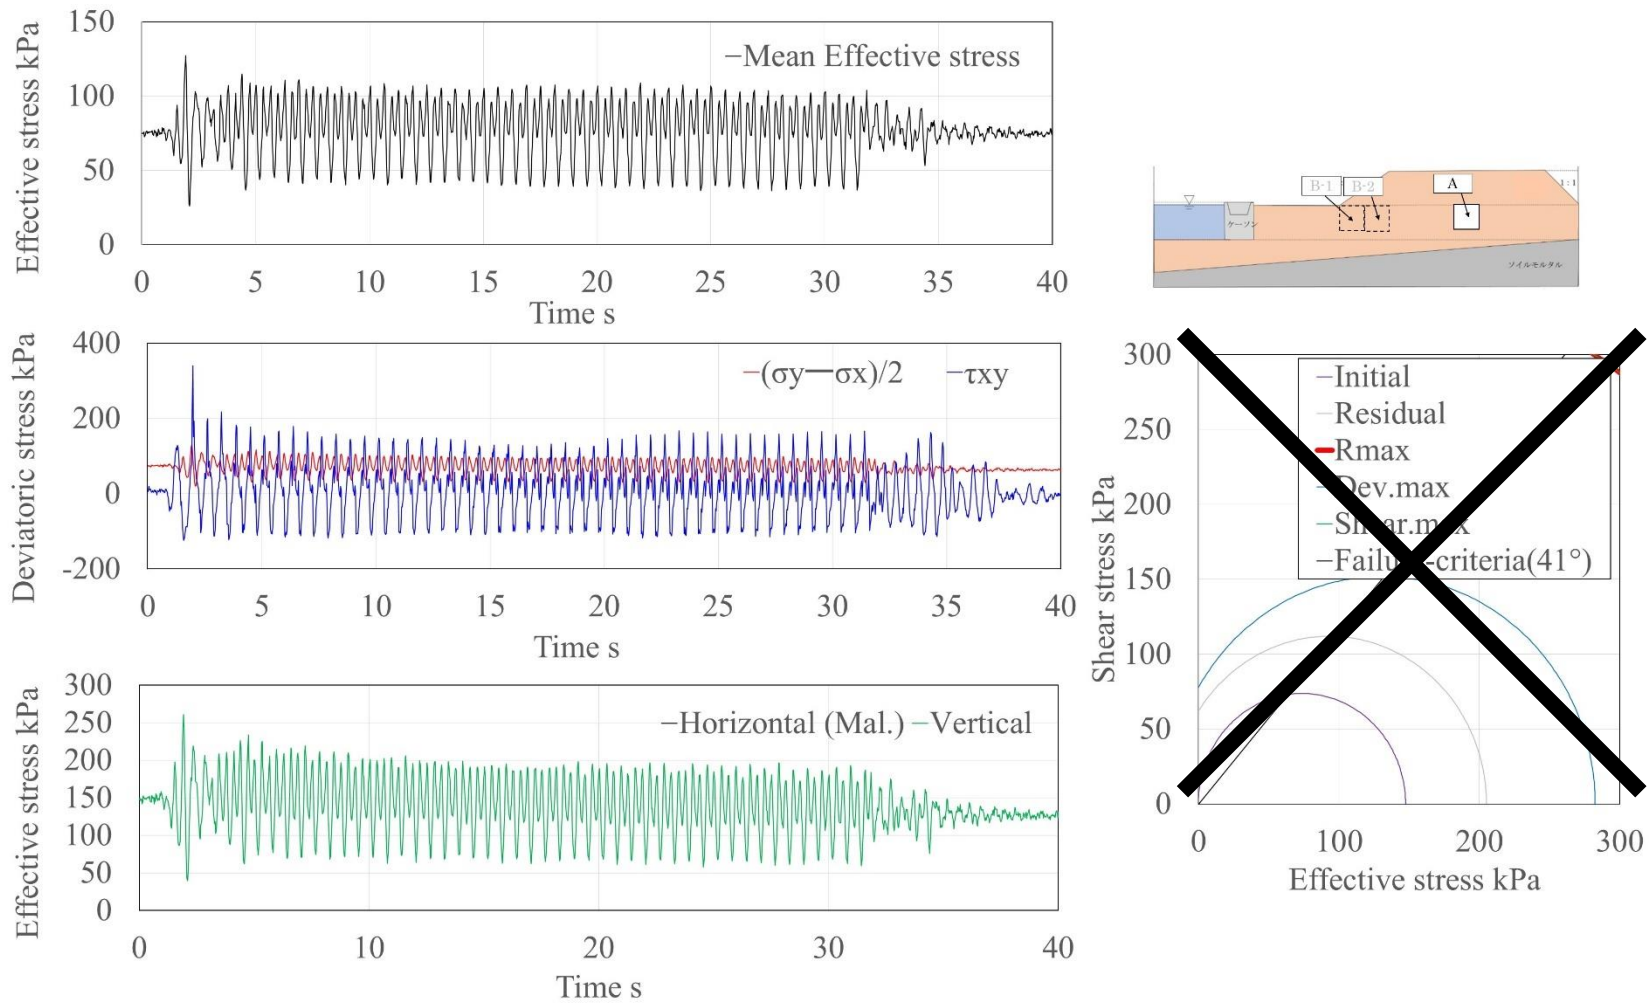 Effective stress kPa
150
100
50
0
−Mean Effective stress
0 5 10 15 20 25 30 35 40
Time s
Deviatoric stress kPa
400
200
0
-200
−(σy—σx)/2 −τxy
0 5 10 15 20 25 30 35 40
Time s
Effective stress kPa
300
250
200
150
100
50
0
−Horizontal (Mal.) −Vertical
0 10 20 30 40
Time s
B-1 B-2 A
1:1
ケーソン
ソイルモルタル
Shear stress kPa
300
250
200
150
100
50
0
−Initial
Residual
Rmax
Dev.max
−criteria(41°)
0 100 200 300
Effective stress kPa